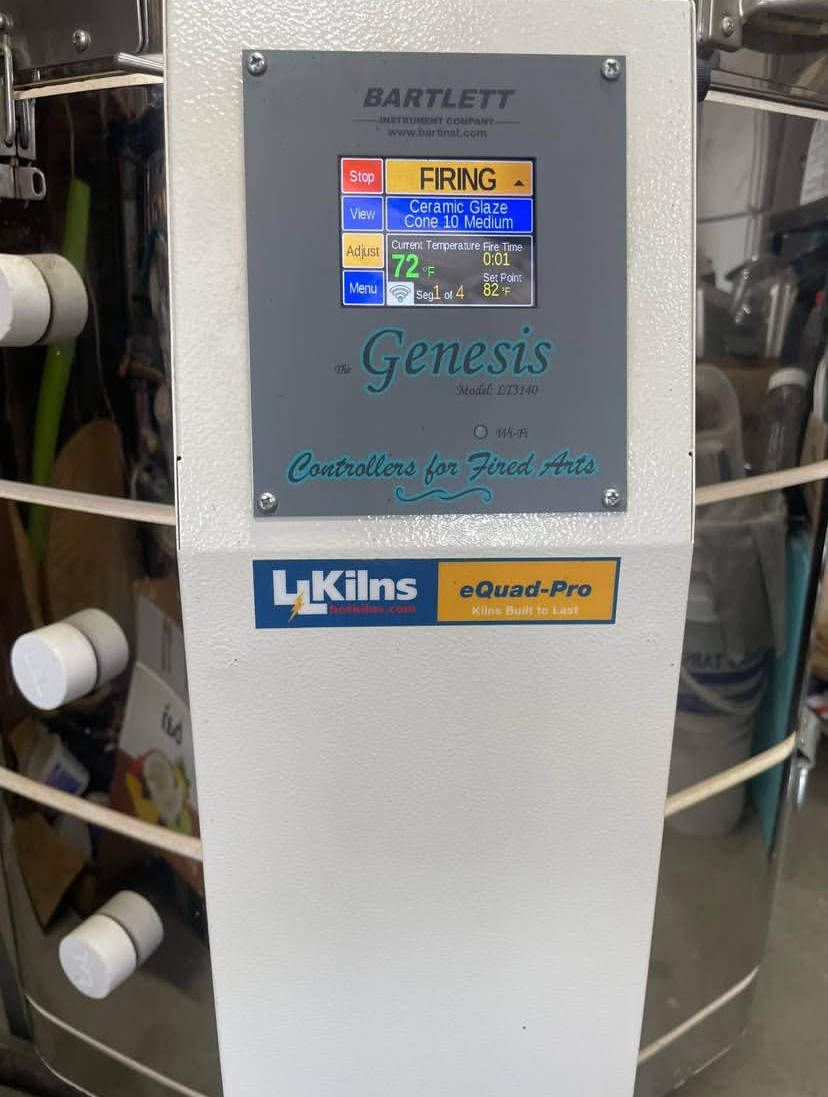 BARTLETT
INSTRUMENT COMPANY
www.bartinst.com
Stop
FIRING
View
Ceramic Glaze
Cone 10 Medium
Adjust
Current Temperature
72 °F
Fire Time
0:01
Set Point
82 °F
Menu
Seg 1 of 4
The Genesis
Model: LT3140
Wi-Fi
Controllers for Fired Arts
L&L Kilns
hotkilns.com
eQuad-Pro
Kilns Built to Last
L&L
L&L